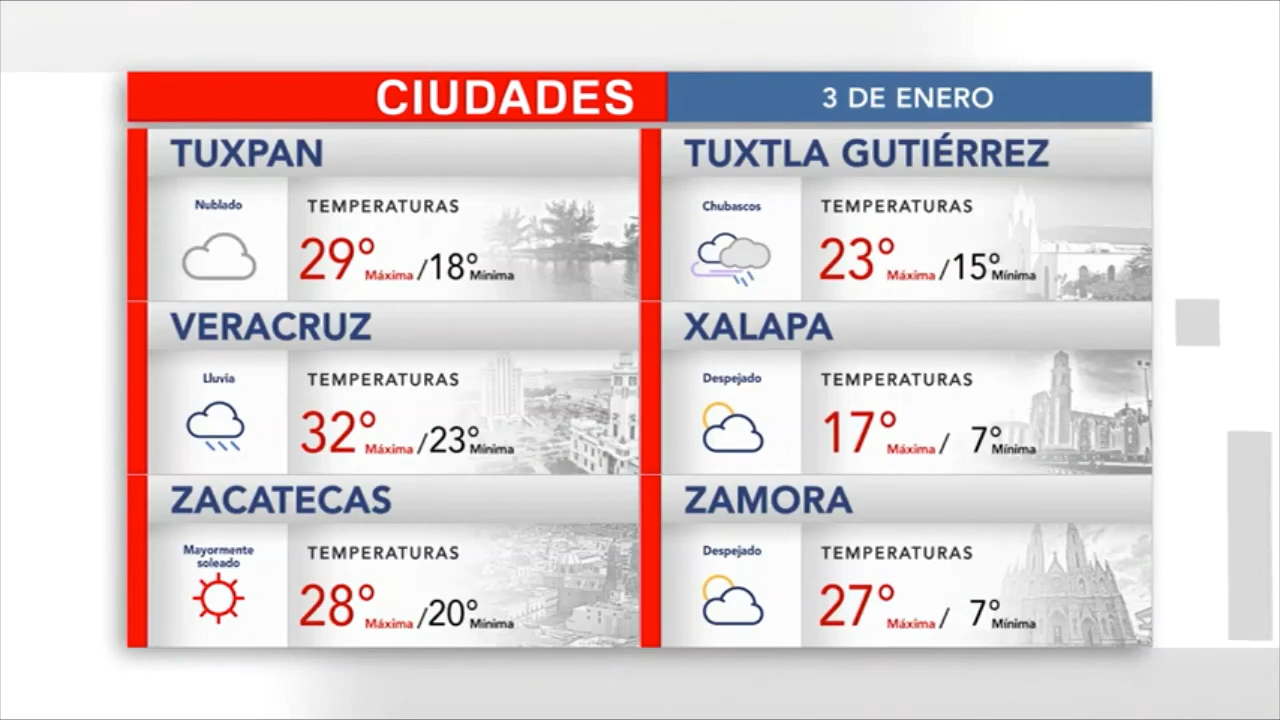 CIUDADES
3 DE ENERO
TUXPAN
Nublado
TEMPERATURAS
29° Máxima /18° Mínima
TUXTLA GUTIÉRREZ
Chubascos
TEMPERATURAS
23° Máxima /15° Mínima
VERACRUZ
Lluvia
TEMPERATURAS
32° Máxima /23° Mínima
XALAPA
Despejado
TEMPERATURAS
17° Máxima / 7° Mínima
ZACATECAS
Mayormente
soleado
TEMPERATURAS
28° Máxima /20° Mínima
ZAMORA
Despejado
TEMPERATURAS
27° Máxima / 7° Mínima